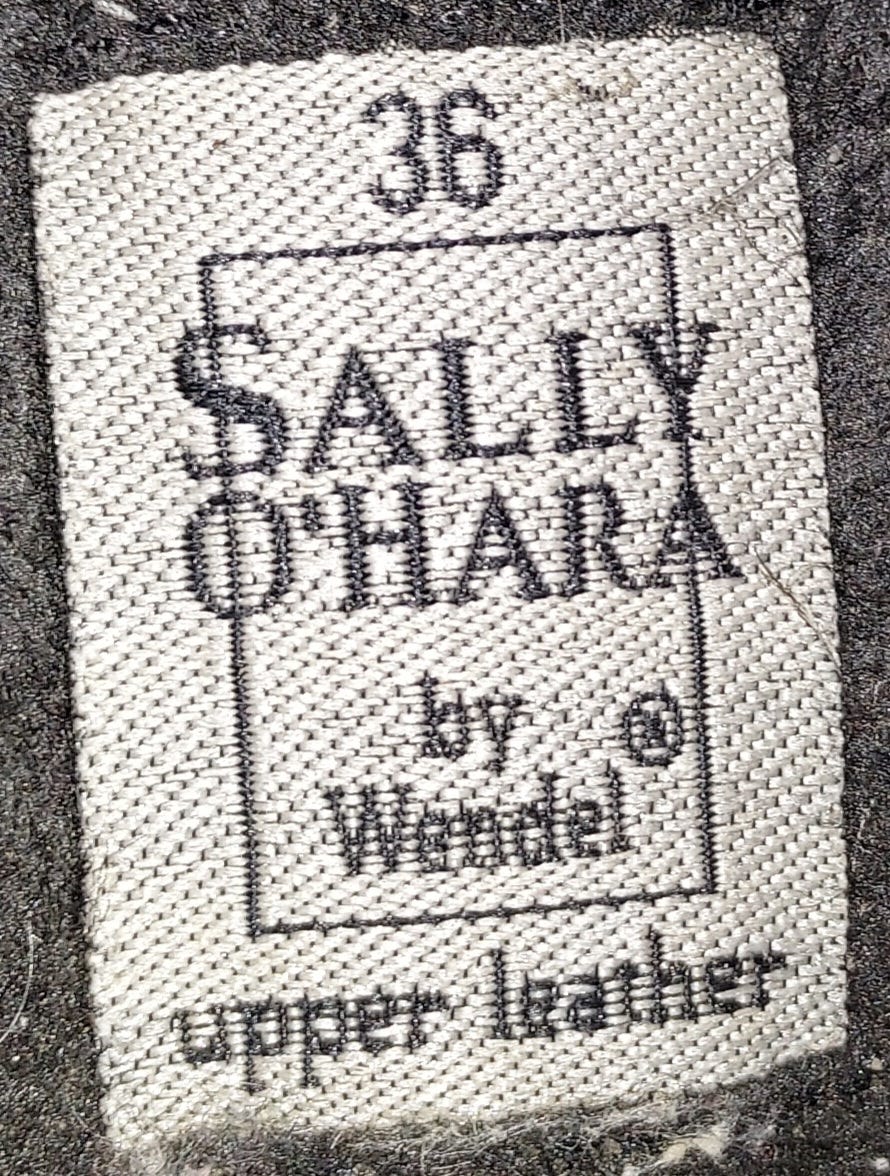 36
SALLY
O'HARA
by ®
Wendel
upper leather